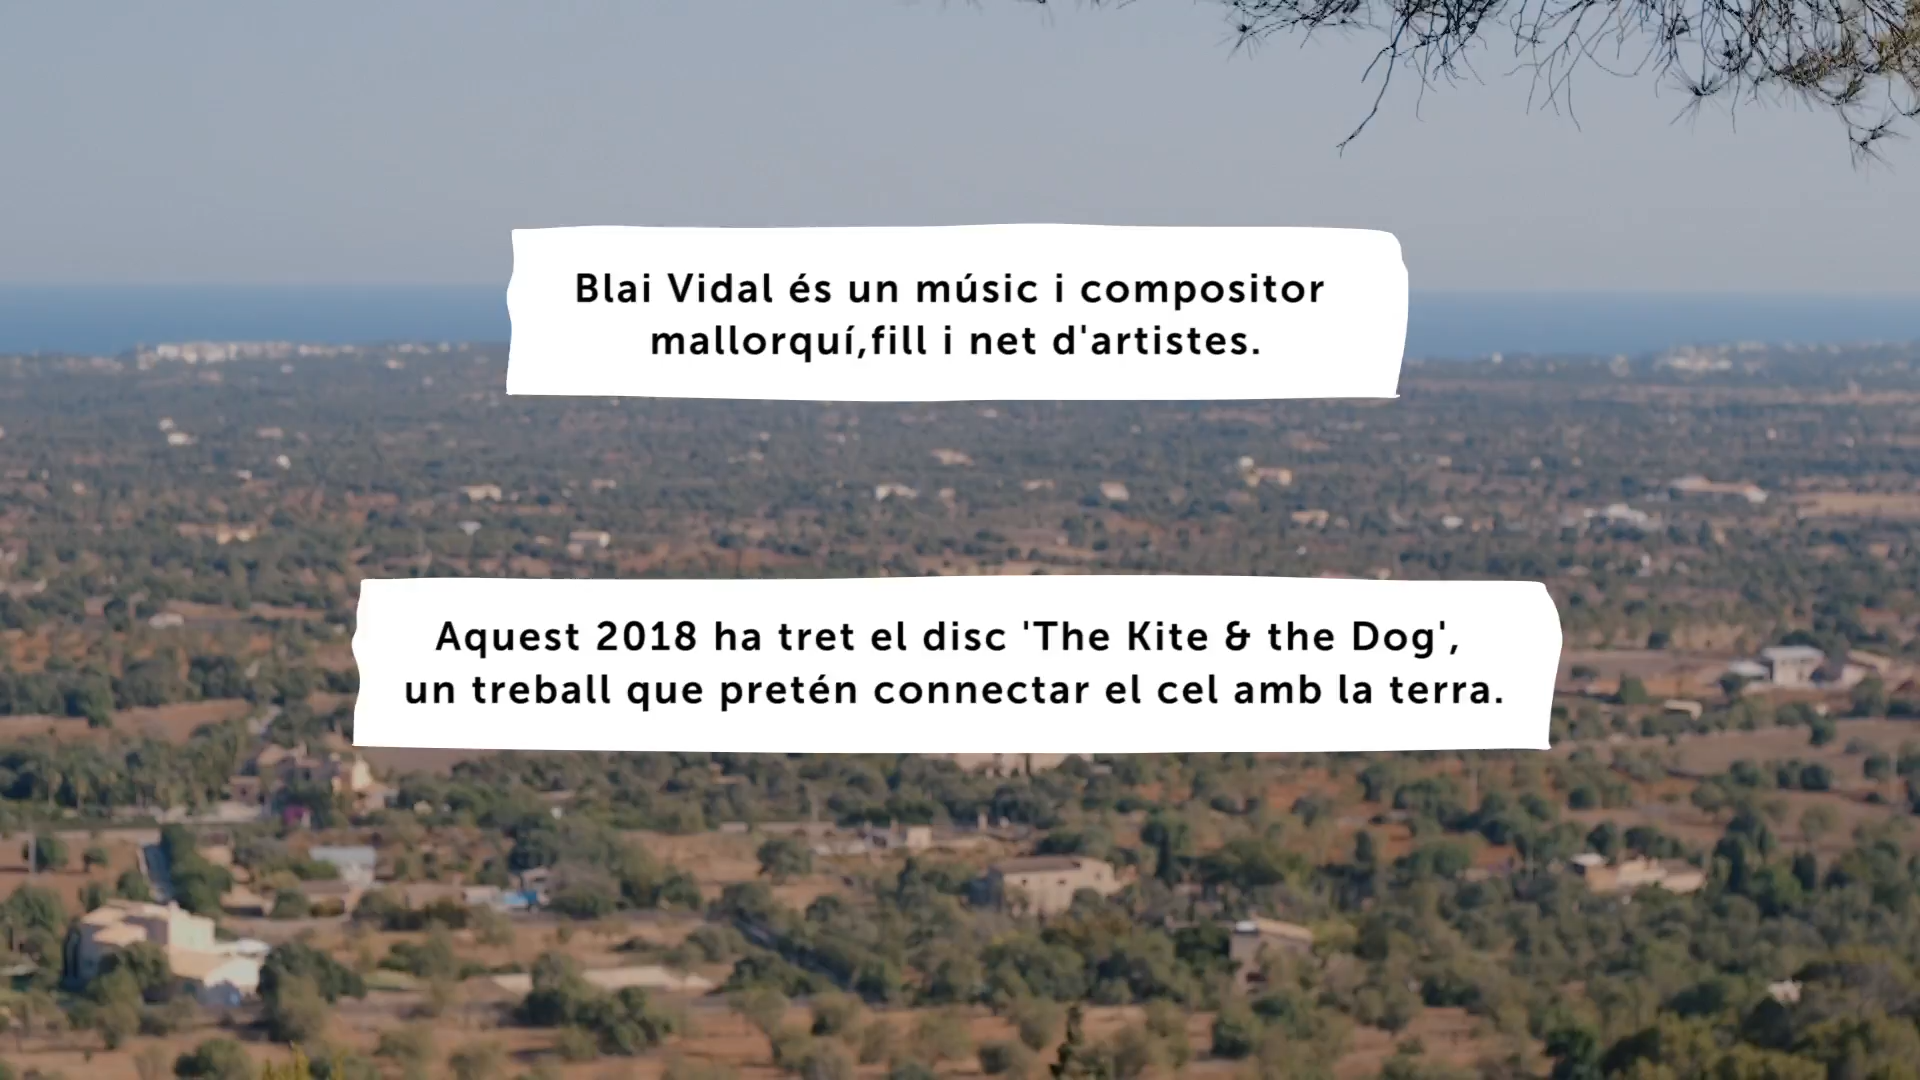 Blai Vidal és un músic i compositor
mallorquí,fill i net d'artistes.
Aquest 2018 ha tret el disc 'The Kite & the Dog',
un treball que pretén connectar el cel amb la terra.